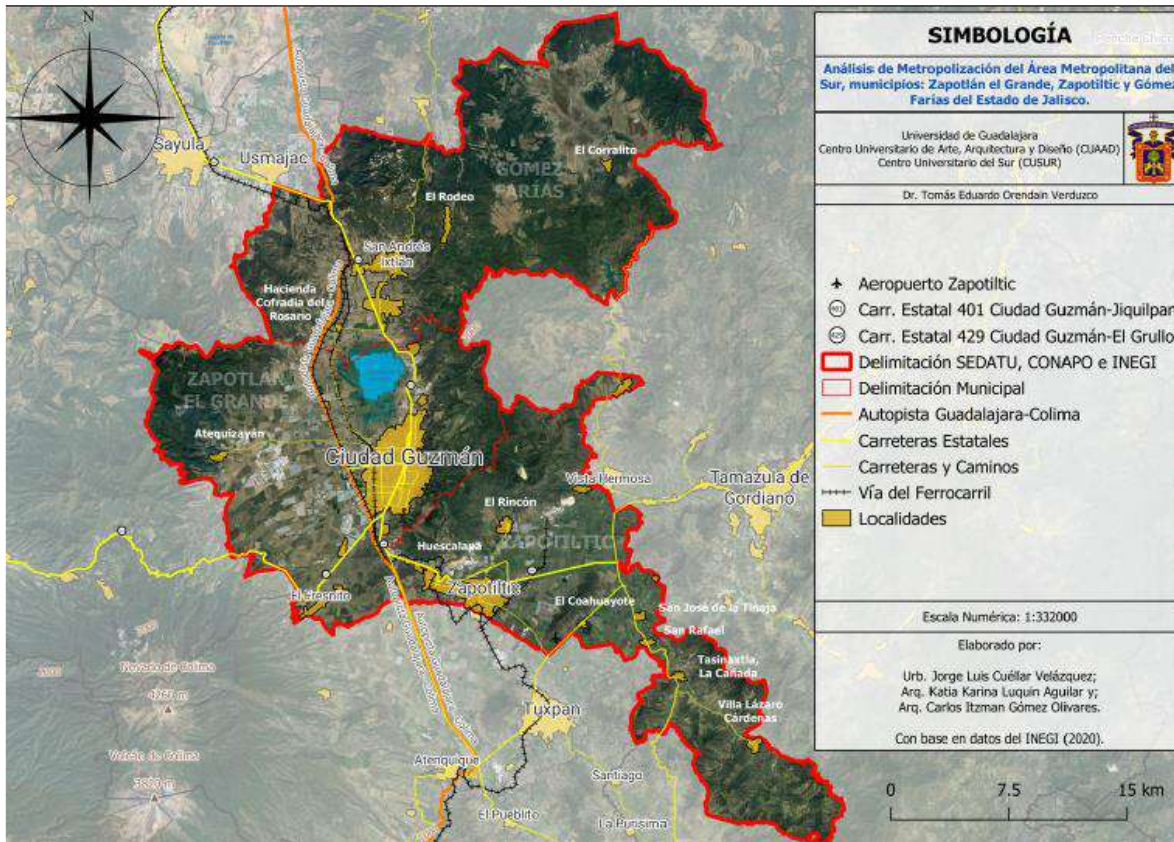 N
SIMBOLOGÍA
Análisis de Metropolización del Área Metropolitana del
Sur, municipios: Zapotlán el Grande, Zapotiltic y Gómez
Farías del Estado de Jalisco.
Universidad de Guadalajara
Centro Universitario de Arte, Arquitectura y Diseño (CUAAD)
Centro Universitario del Sur (CUSUR)
Dr. Tomás Eduardo Orendain Verduzco
Aeropuerto Zapotiltic
Carr. Estatal 401 Ciudad Guzmán-Jiquilpan
Carr. Estatal 429 Ciudad Guzmán-El Grullo
Delimitación SEDATU, CONAPO e INEGI
Delimitación Municipal
Autopista Guadalajara-Colima
Carreteras Estatales
Carreteras y Caminos
Vía del Ferrocarril
Localidades
Escala Numérica: 1:332000
Elaborado por:
Urb. Jorge Luis Cuéllar Velázquez;
Arq. Katia Karina Luquin Aguilar y;
Arq. Carlos Itzman Gómez Olivares.
Con base en datos del INEGI (2020).
0 7.5 15 km
Sayula
Usmajac
El Corralito
GÓMEZ
FARÍAS
El Rodeo
San Andrés
Ixtlán
Hacienda
Cofradía del
Rosario
ZAPOTLÁN
EL GRANDE
Atequizayán
Ciudad Guzmán
Vista Hermosa
Tamazula de
Gordiano
El Rincón
Huescalapa
ZAPOTILTIC
Zapotiltix
El Fresnito
El Coahuayote
San José de la Tinaja
San Rafael
Tasinaxtla,
La Cañada
Villa Lázaro
Cárdenas
Nevado de Colima
4260 m
Tuxpan
Volcán de Colima
3820 m
Atenquique
Santiago
El Pueblito
La Purísima